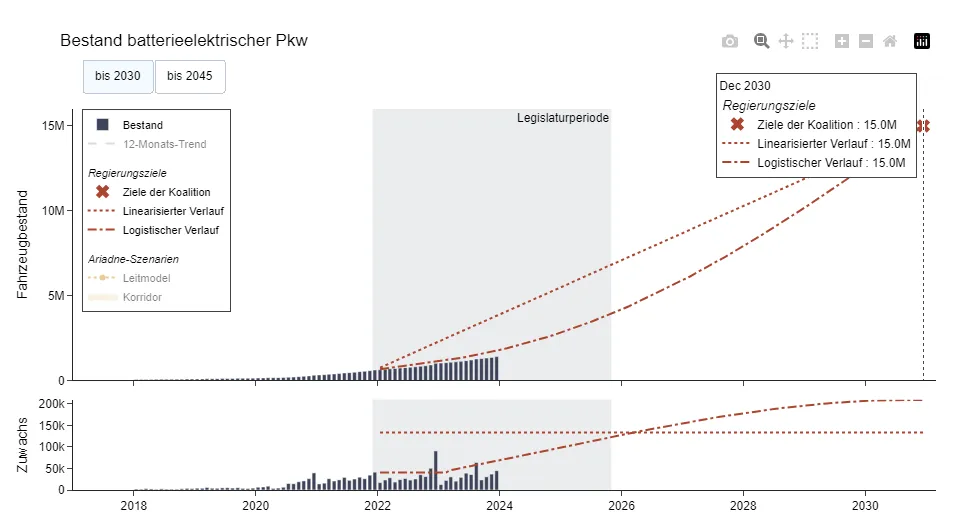 Bestand batterieelektrischer Pkw
bis 2030
bis 2045
Dec 2030
Regierungsziele
Ziele der Koalition : 15.0M
Linearisierter Verlauf : 15.0M
Logistischer Verlauf : 15.0M
Legislaturperiode
Bestand
12-Monats-Trend
Regierungsziele
Ziele der Koalition
Linearisierter Verlauf
Logistischer Verlauf
Ariadne-Szenarien
Leitmodel
Korridor
Fahrzeugbestand
15M
10M
5M
0
Zuwachs
200k
150k
100k
50k
0
2018
2020
2022
2024
2026
2028
2030